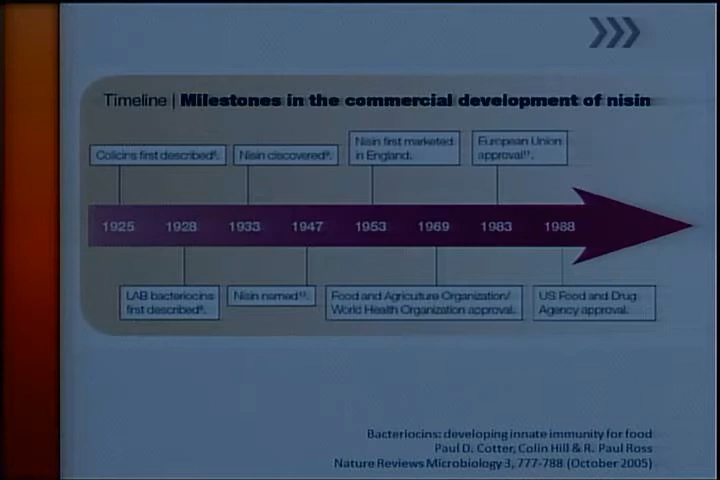 Timeline | Milestones in the commercial development of nisin
Colicins first described⁸.
Nisin discovered⁹.
Nisin first marketed
in England.
European Union
approval¹¹.
1925 1928 1933 1947 1953 1969 1983 1988
LAB bacteriocins
first described⁹.
Nisin named¹⁰.
Food and Agriculture Organization/
World Health Organization approval.
US Food and Drug
Agency approval.
Bacteriocins: developing innate immunity for food
Paul D. Cotter, Colin Hill & R. Paul Ross
Nature Reviews Microbiology 3, 777-788 (October 2005)